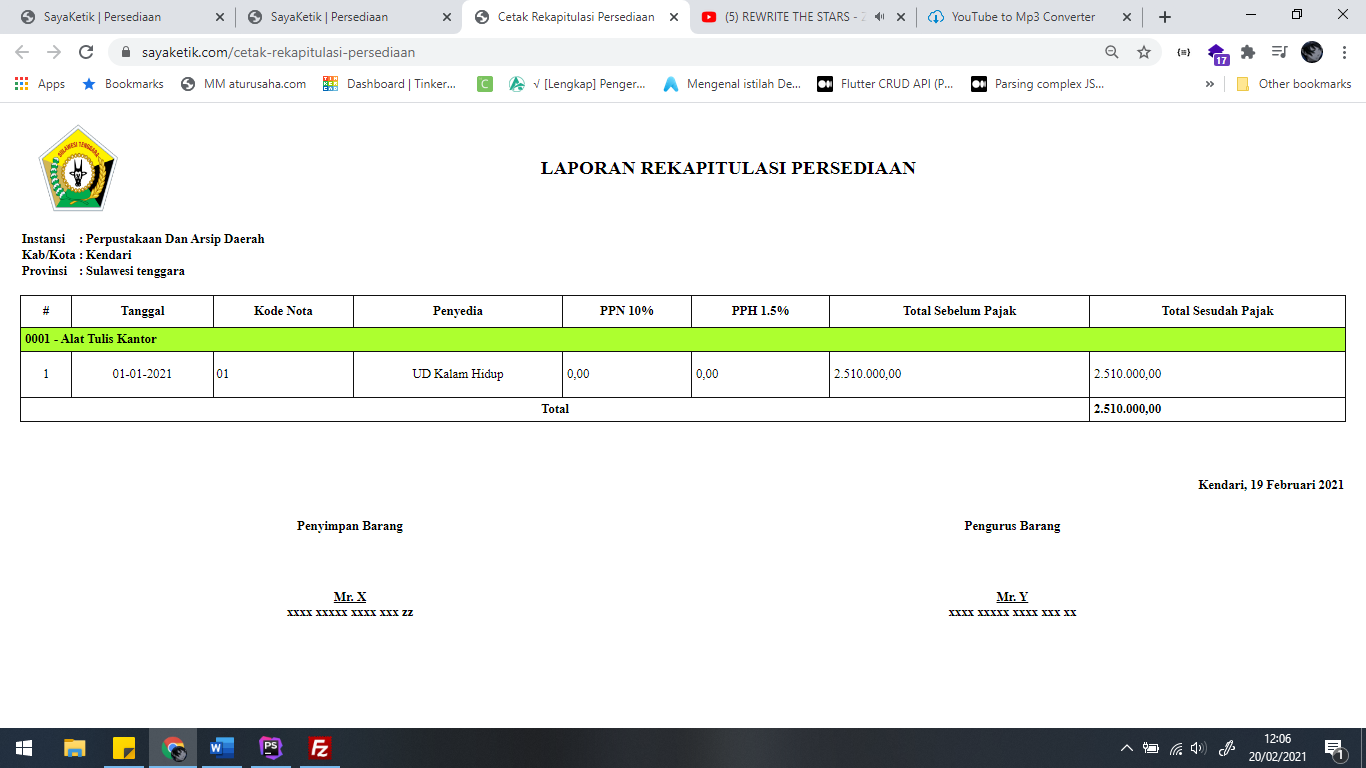 SayaKetik | Persediaan
SayaKetik | Persediaan
Cetak Rekapitulasi Persediaan
(5) REWRITE THE STARS -
YouTube to Mp3 Converter
sayaketik.com/cetak-rekapitulasi-persediaan
17
Apps
Bookmarks
MM aturusaha.com
Dashboard | Tinker...
C
√ [Lengkap] Penger...
Mengenal istilah De...
Flutter CRUD API (P...
Parsing complex JS...
»
Other bookmarks
SULAWESI TENGGARA
LAPORAN REKAPITULASI PERSEDIAAN
Instansi : Perpustakaan Dan Arsip Daerah
Kab/Kota : Kendari
Provinsi : Sulawesi tenggara
# Tanggal Kode Nota Penyedia PPN 10% PPH 1.5% Total Sebelum Pajak Total Sesudah Pajak
0001 - Alat Tulis Kantor
1 01-01-2021 01 UD Kalam Hidup 0,00 0,00 2.510.000,00 2.510.000,00
Total 2.510.000,00
Kendari, 19 Februari 2021
Penyimpan Barang Pengurus Barang
Mr. X Mr. Y
xxxx xxxxx xxxx xxx zz xxxx xxxxx xxxx xxx xx
W
PS
Fz
12:06
20/02/2021
1